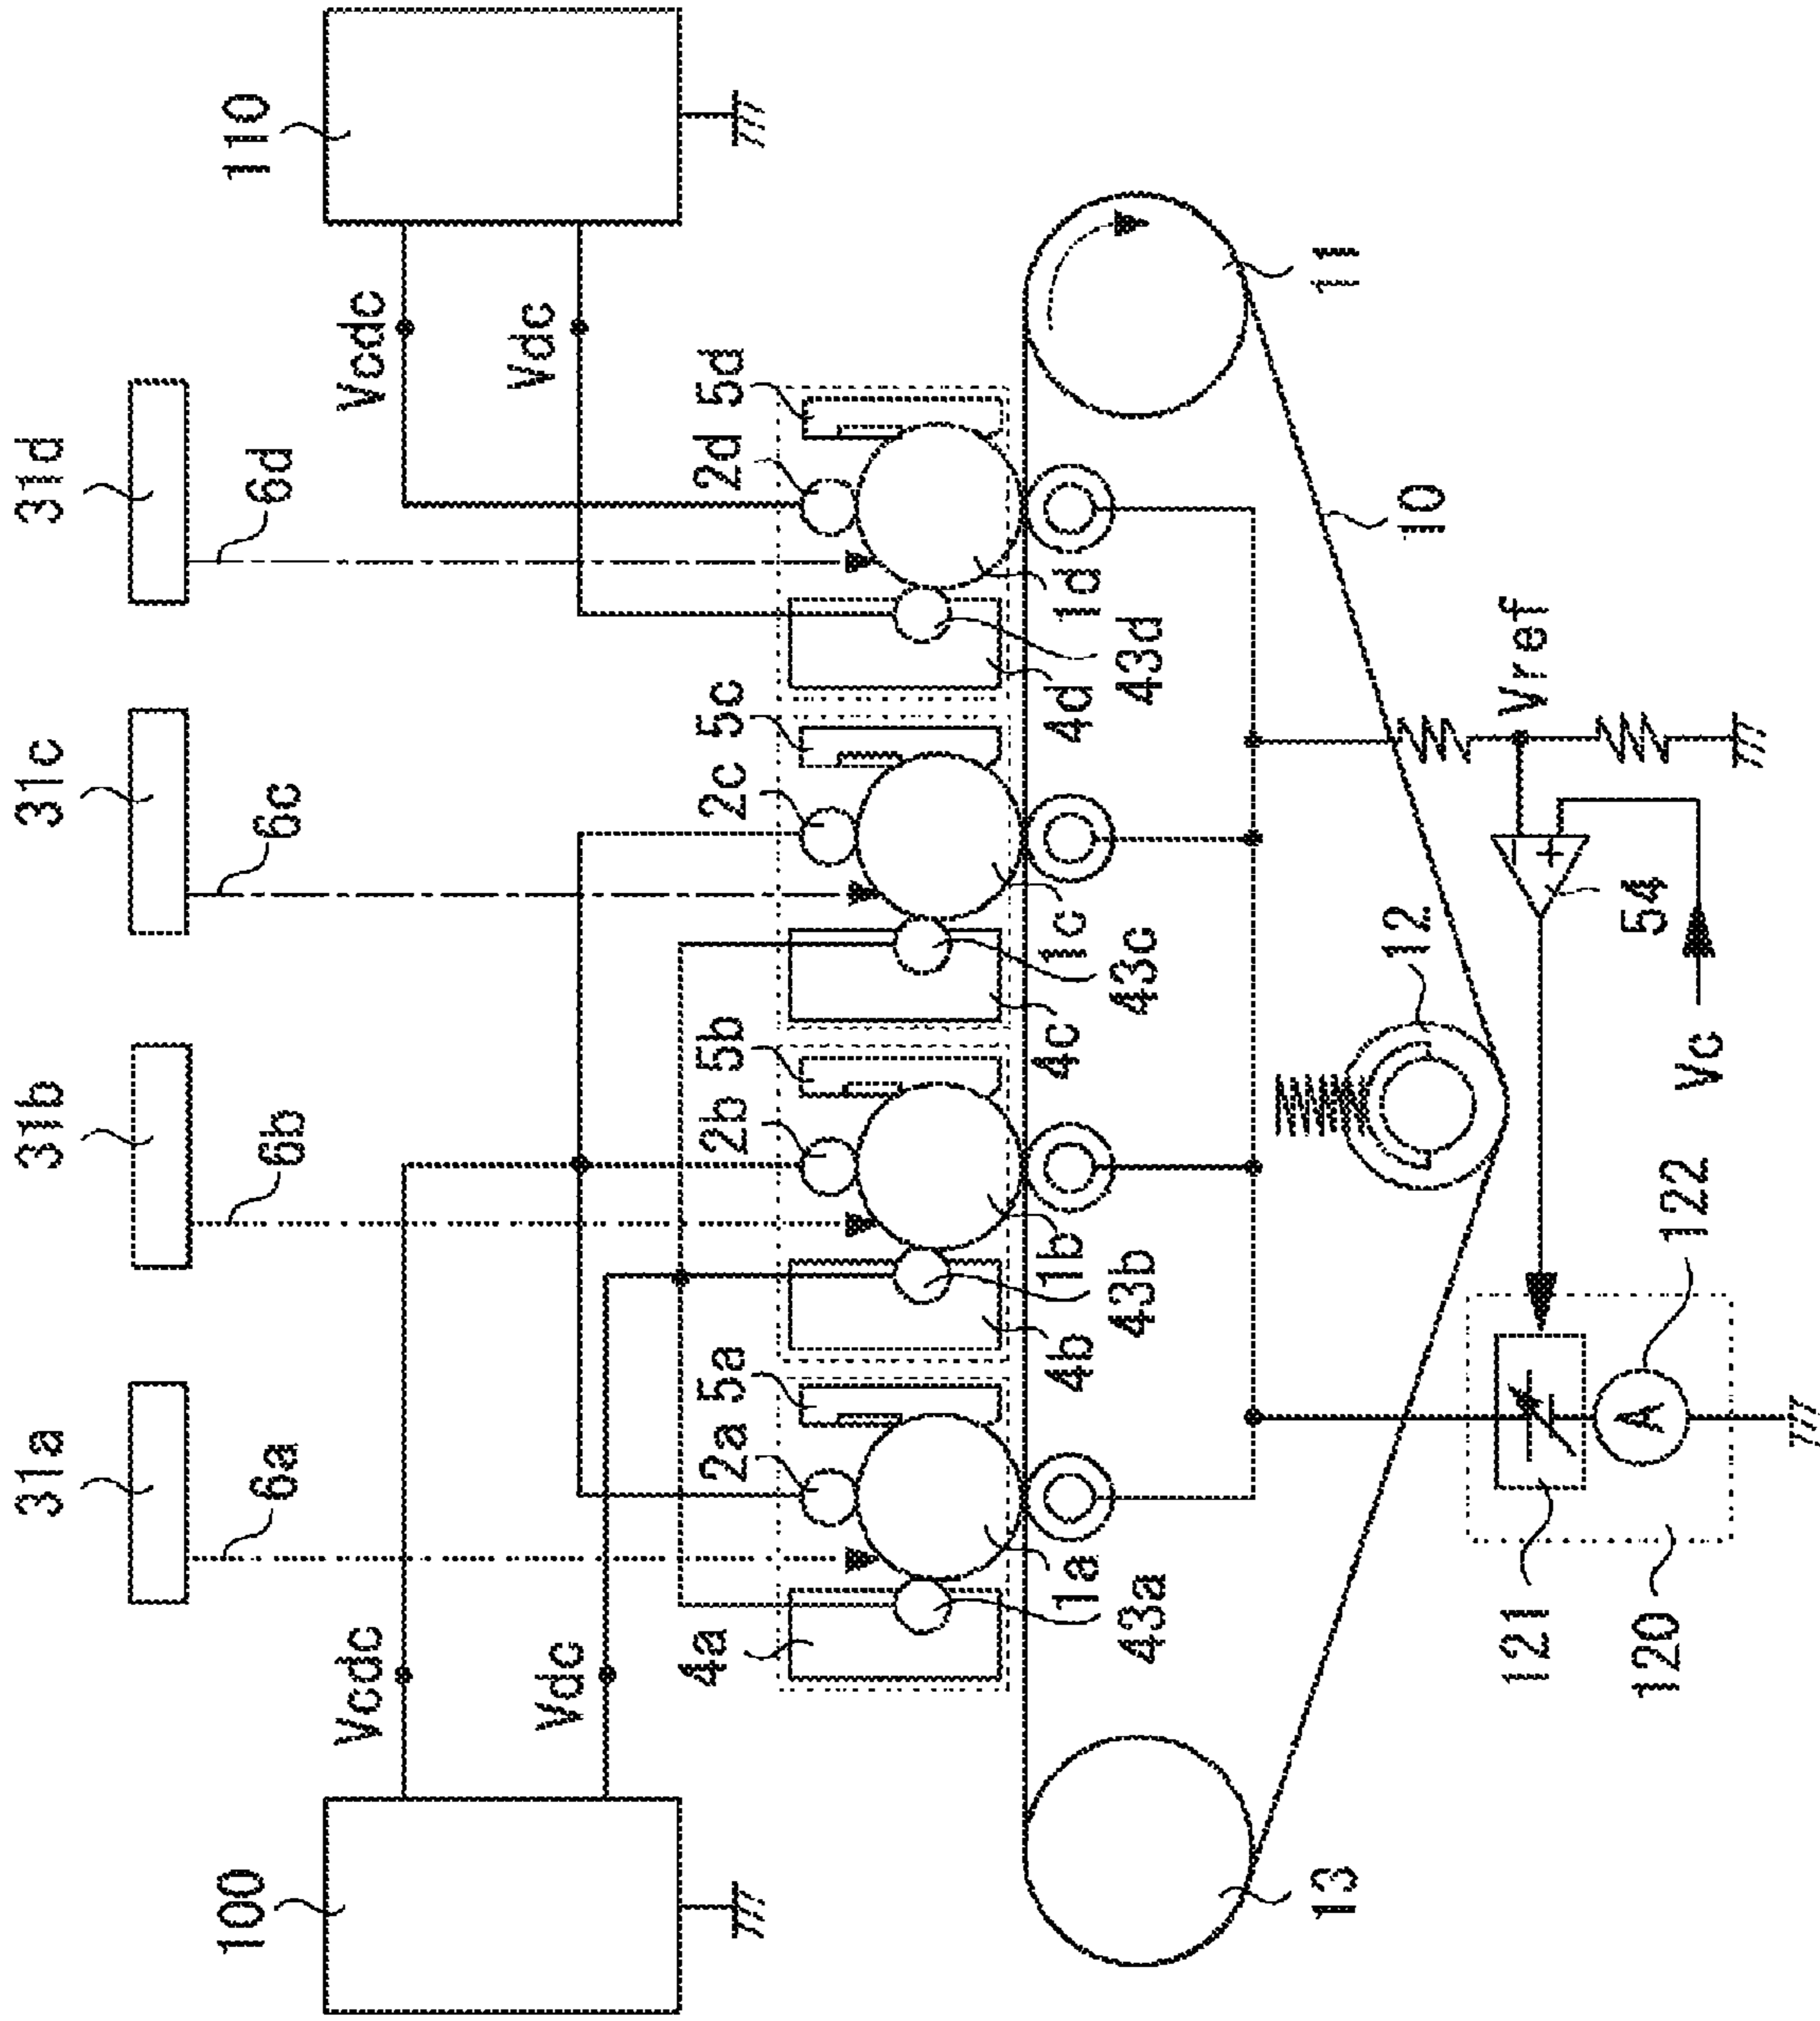 31a
31b
31c
31d
6a
6b
6c
6d
100
110
Vcdc
Vdc
Vcdc
Vdc
2a
5a
2b
5b
2c
5c
2d
5d
4a
1a
43a
4b
1b
43b
4c
1c
43c
4d
1d
43d
13
11
10
12
Vref
−
+
54
Vc
A
121
122
120